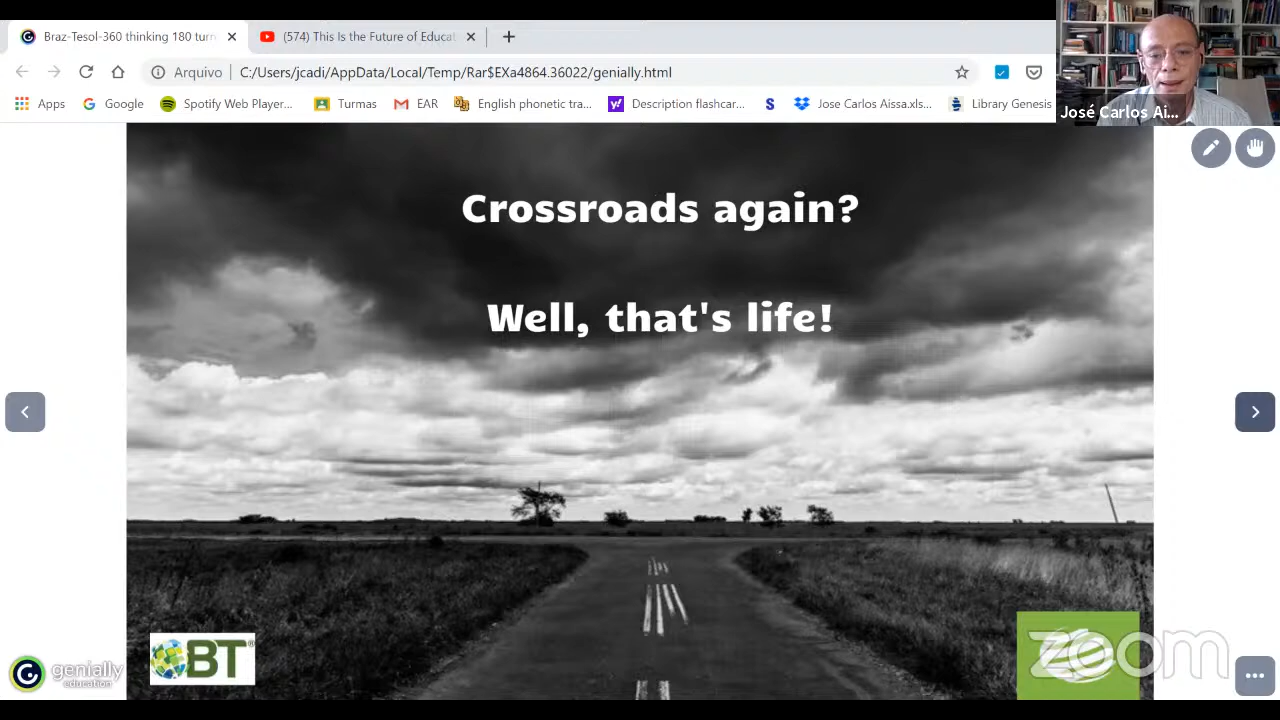 Braz-Tesol-360 thinking 180 turn
(574) This Is the Future of Educat
Arquivo
C:/Users/jcadi/AppData/Local/Temp/Rar$EXa4864.36022/genially.html
Apps
Google
Spotify Web Player...
Turmas
EAR
English phonetic tra...
Description flashc...
Jose Carlos Aissa.xls...
Library Genesis
José Carlos Ai...
Crossroads again?
Well, that's life!
BT
genially
education
zoom